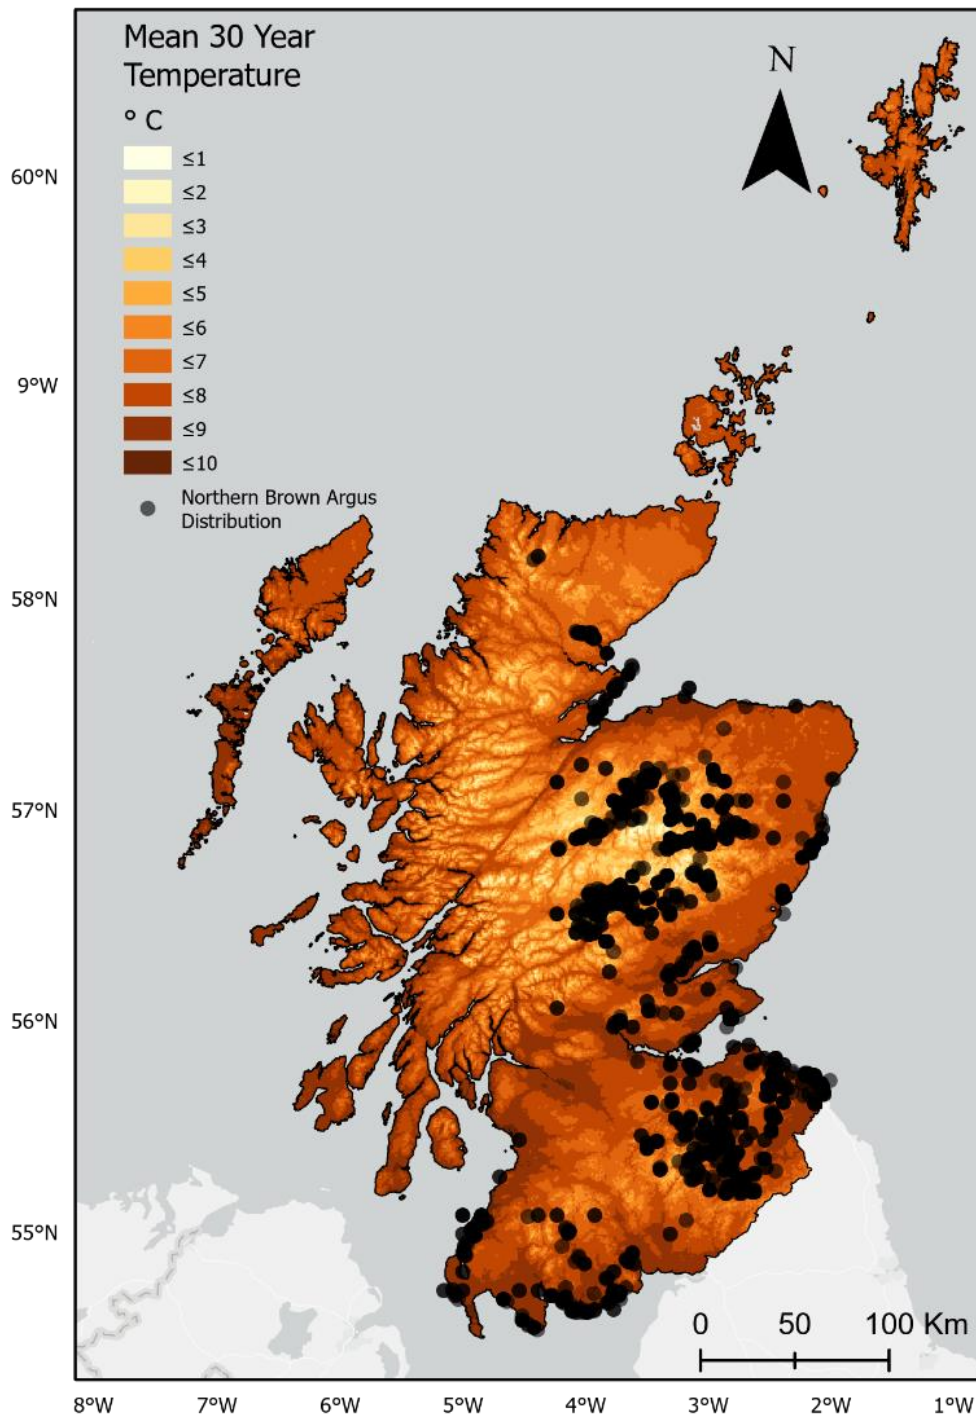 Mean 30 Year
Temperature
° C
≤1
≤2
≤3
≤4
≤5
≤6
≤7
≤8
≤9
≤10
Northern Brown Argus
Distribution
N
60°N
9°W
58°N
57°N
56°N
55°N
0 50 100 Km
8°W 7°W 6°W 5°W 4°W 3°W 2°W 1°W